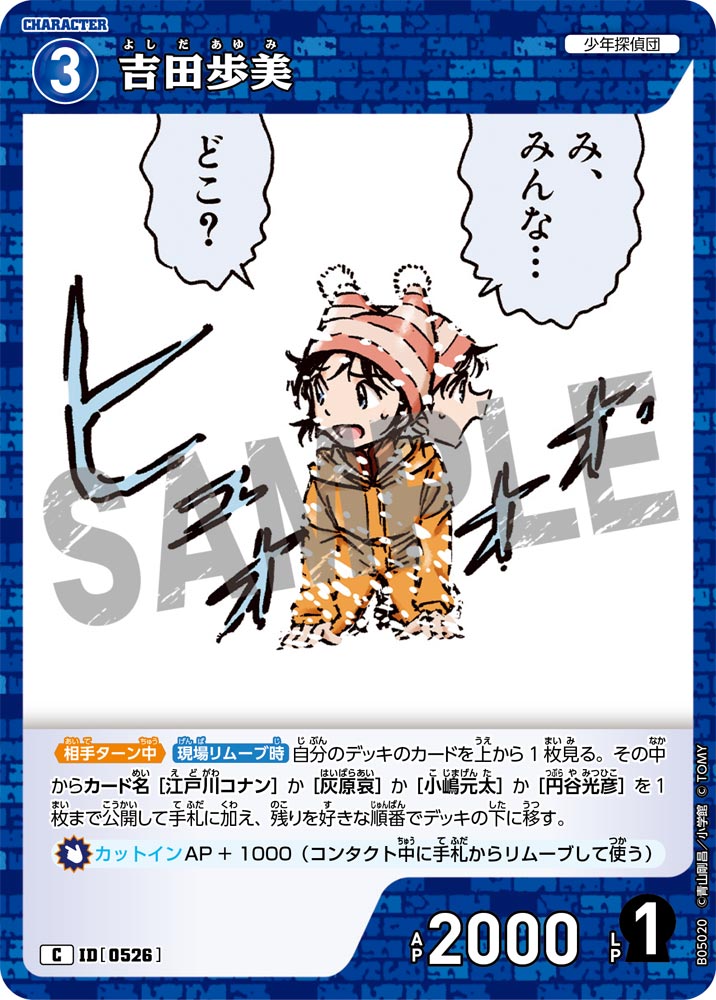 CHARACTER
3
よしだあゆみ
吉田歩美
少年探偵団
み、
みんな…
どこ？
ヒュオオオオ
SAMPLE
相手ターン中 現場リムーブ時 自分のデッキのカードを上から1枚見る。その中
からカード名［江戸川コナン］か［灰原哀］か［小嶋元太］か［円谷光彦］を1
枚まで公開して手札に加え、残りを好きな順番でデッキの下に移す。
カットイン AP＋1000（コンタクト中に手札からリムーブして使う）
C ID[0526]
AP 2000
LP 1
B05020 ©青山剛昌／小学館 © TOMY